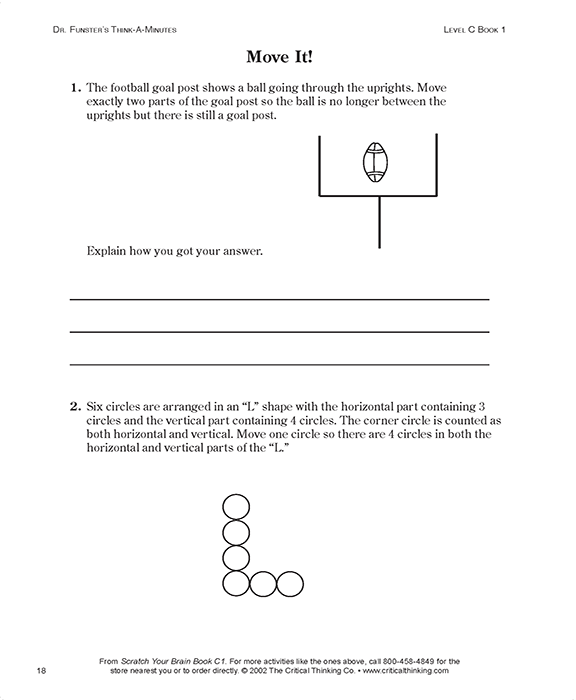 DR. FUNSTER'S THINK-A-MINUTES
LEVEL C BOOK 1
Move It!
1. The football goal post shows a ball going through the uprights. Move
exactly two parts of the goal post so the ball is no longer between the
uprights but there is still a goal post.
Explain how you got your answer.
2. Six circles are arranged in an “L” shape with the horizontal part containing 3
circles and the vertical part containing 4 circles. The corner circle is counted as
both horizontal and vertical. Move one circle so there are 4 circles in both the
horizontal and vertical parts of the “L.”
From Scratch Your Brain Book C1. For more activities like the ones above, call 800-458-4849 for the
18 store nearest you or to order directly. © 2002 The Critical Thinking Co. • www.criticalthinking.com